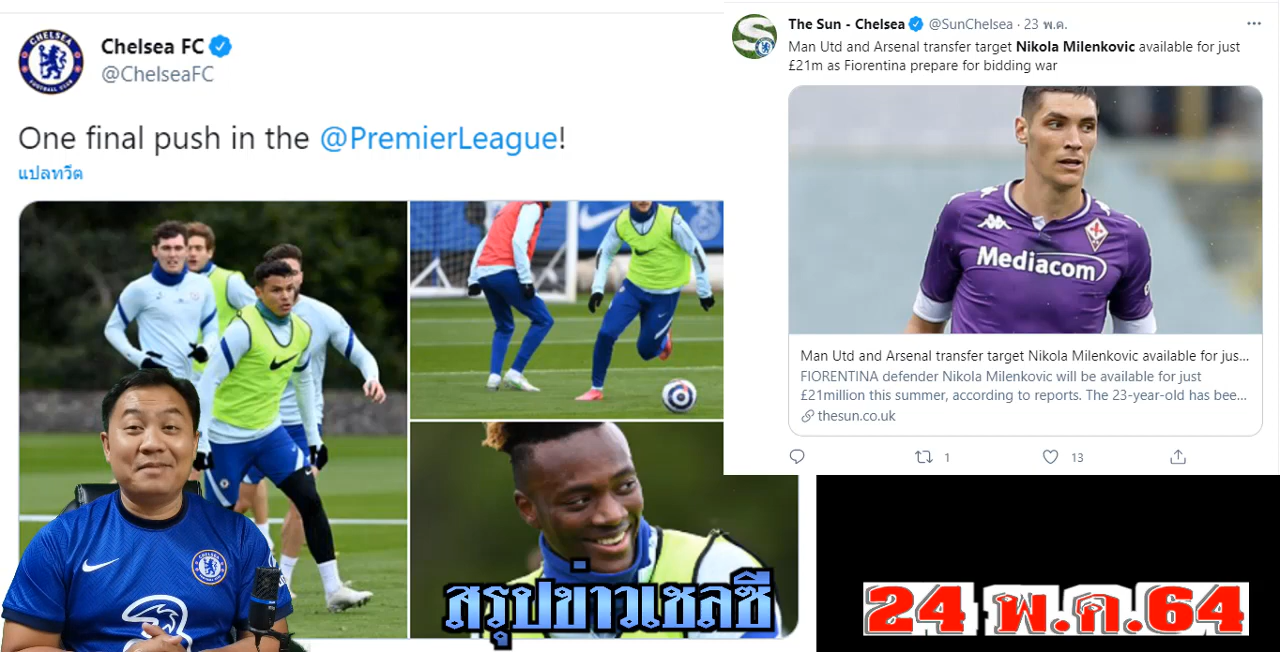 Chelsea FC
@ChelseaFC
One final push in the @PremierLeague!
แปลทวีต
The Sun - Chelsea @SunChelsea · 23 พ.ค.
Man Utd and Arsenal transfer target Nikola Milenkovic available for just
£21m as Fiorentina prepare for bidding war
Mediacom
Man Utd and Arsenal transfer target Nikola Milenkovic available for jus...
FIORENTINA defender Nikola Milenkovic will be available for just
£21million this summer, according to reports. The 23-year-old has bee...
thesun.co.uk
1
13
CHELSEA
FOOTBALL CLUB
3
สรุปข่าวเชลซี
24 พ.ค.64